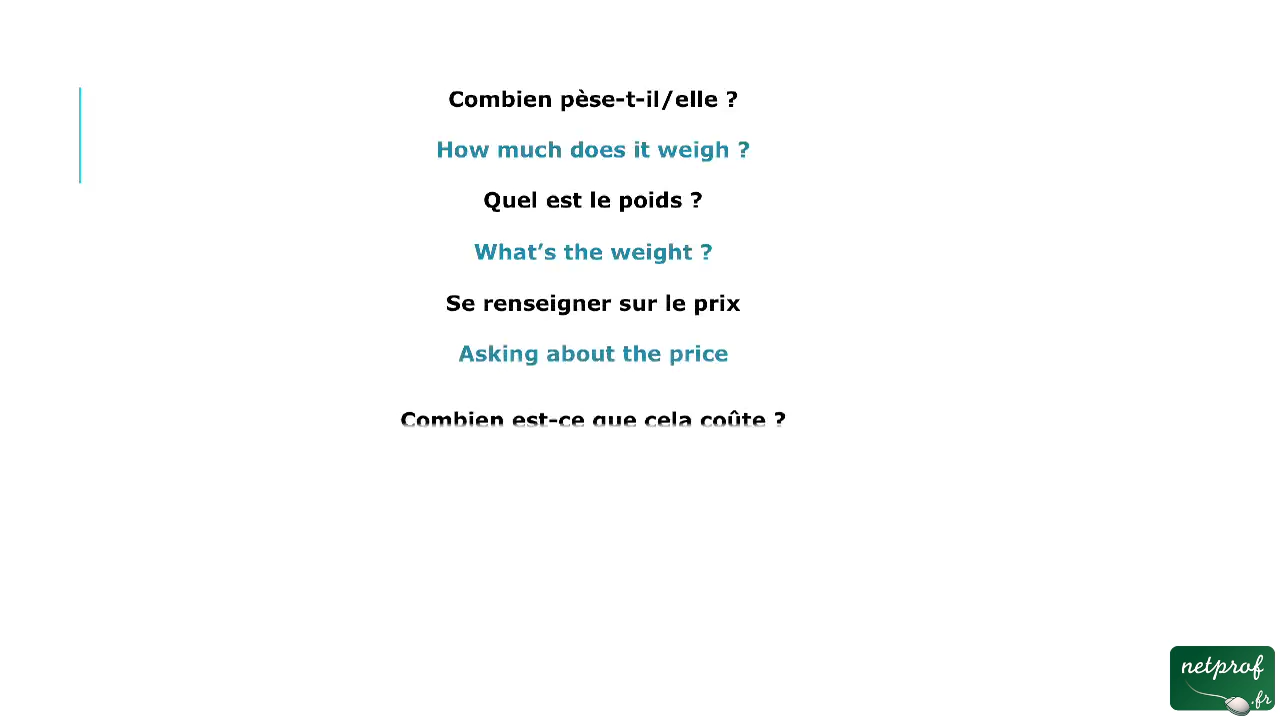 Combien pèse-t-il/elle ?
How much does it weigh ?
Quel est le poids ?
What's the weight ?
Se renseigner sur le prix
Asking about the price
Combien est-ce que cela coûte ?
netprof
.fr